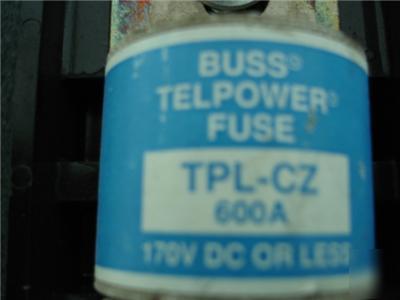 BUSS®
TELPOWER®
FUSE
TPL-CZ
600A
170V DC OR LESS